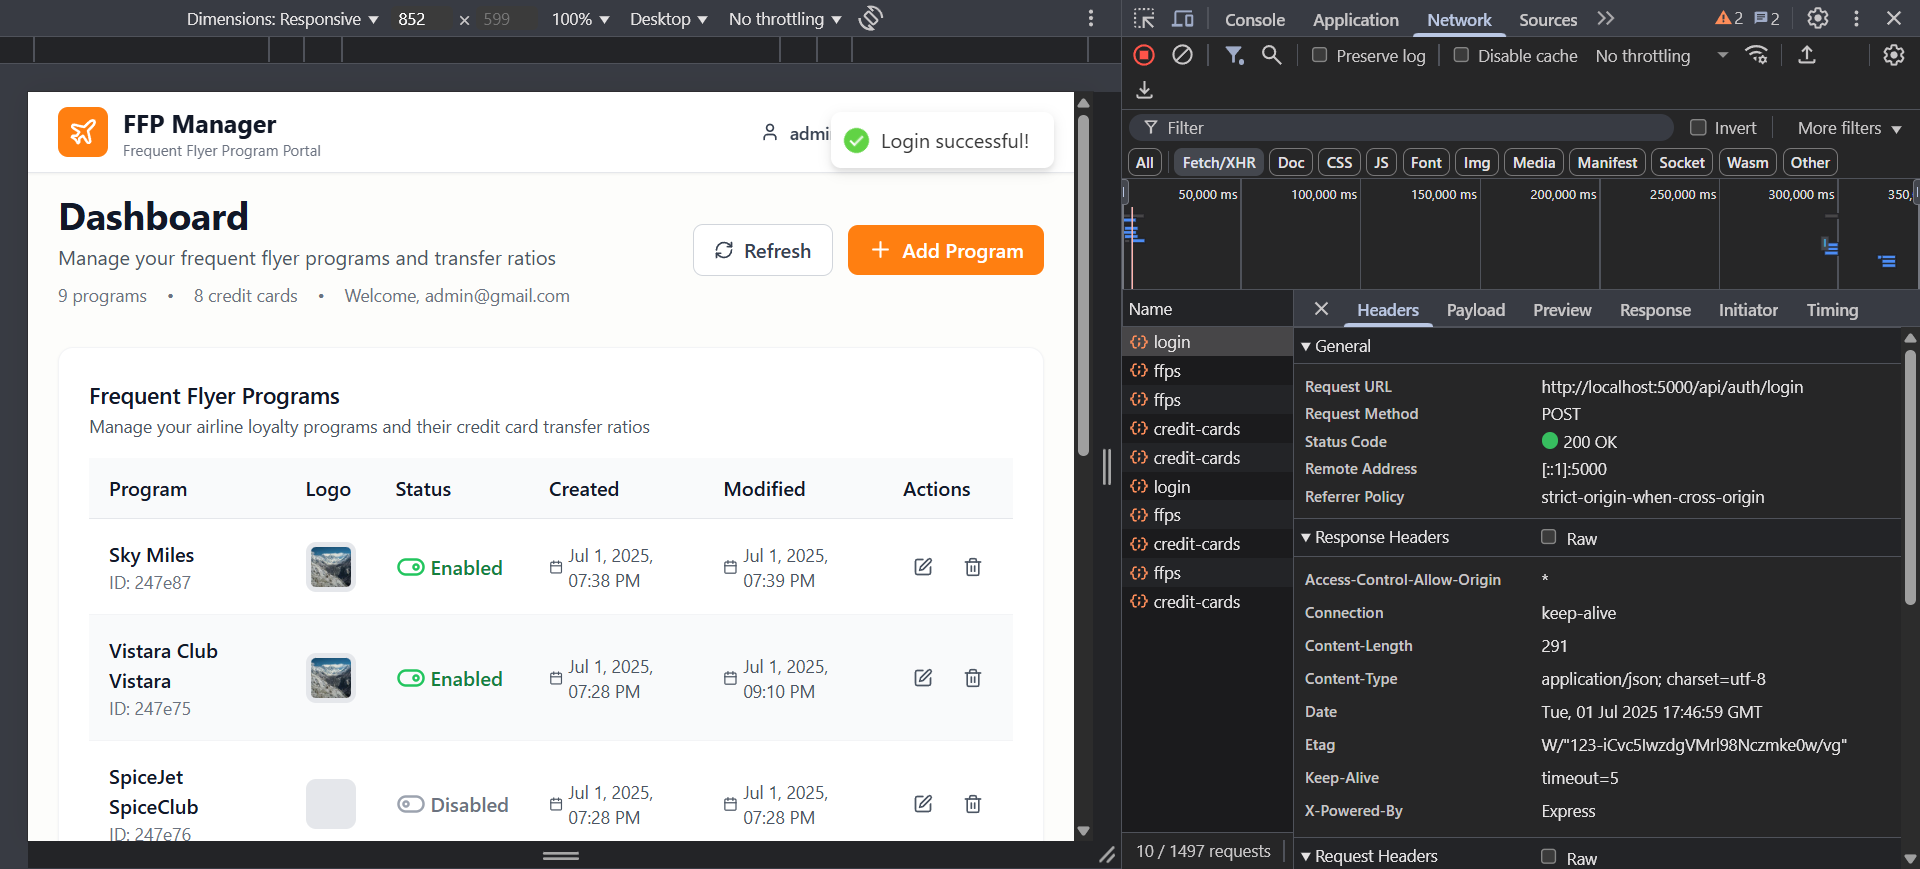 Dimensions: Responsive ▼ 852 × 599 100% ▼ Desktop ▼ No throttling ▼
FFP Manager
Frequent Flyer Program Portal
Login successful!
Dashboard
Manage your frequent flyer programs and transfer ratios
9 programs • 8 credit cards • Welcome, admin@gmail.com
Refresh
Add Program
Frequent Flyer Programs
Manage your airline loyalty programs and their credit card transfer ratios
Program Logo Status Created Modified Actions
Sky Miles
ID: 247e87
Enabled
Jul 1, 2025,
07:38 PM
Jul 1, 2025,
07:39 PM
Vistara Club
Vistara
ID: 247e75
Enabled
Jul 1, 2025,
07:28 PM
Jul 1, 2025,
09:10 PM
SpiceJet
SpiceClub
ID: 247e76
Disabled
Jul 1, 2025,
07:28 PM
Jul 1, 2025,
07:28 PM
Console Application Network Sources 2 2
Preserve log Disable cache No throttling
Filter Invert More filters
All Fetch/XHR Doc CSS JS Font Img Media Manifest Socket Wasm Other
50,000 ms 100,000 ms 150,000 ms 200,000 ms 250,000 ms 300,000 ms 350,
Name
login
ffps
ffps
credit-cards
credit-cards
login
ffps
credit-cards
ffps
credit-cards
10 / 1497 requests
Headers Payload Preview Response Initiator Timing
General
Request URL http://localhost:5000/api/auth/login
Request Method POST
Status Code 200 OK
Remote Address [::1]:5000
Referrer Policy strict-origin-when-cross-origin
Response Headers Raw
Access-Control-Allow-Origin *
Connection keep-alive
Content-Length 291
Content-Type application/json; charset=utf-8
Date Tue, 01 Jul 2025 17:46:59 GMT
Etag
Keep-Alive timeout=5
X-Powered-By Express
Request Headers Raw